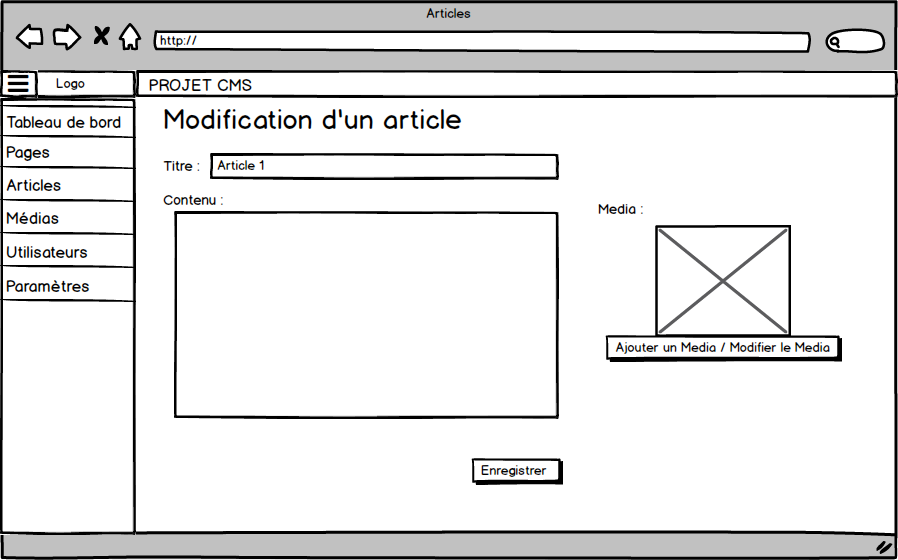 Articles
http://
Logo
PROJET CMS
Tableau de bord
Pages
Articles
Médias
Utilisateurs
Paramètres
Modification d'un article
Titre : Article 1
Contenu :
Media :
Ajouter un Media / Modifier le Media
Enregistrer